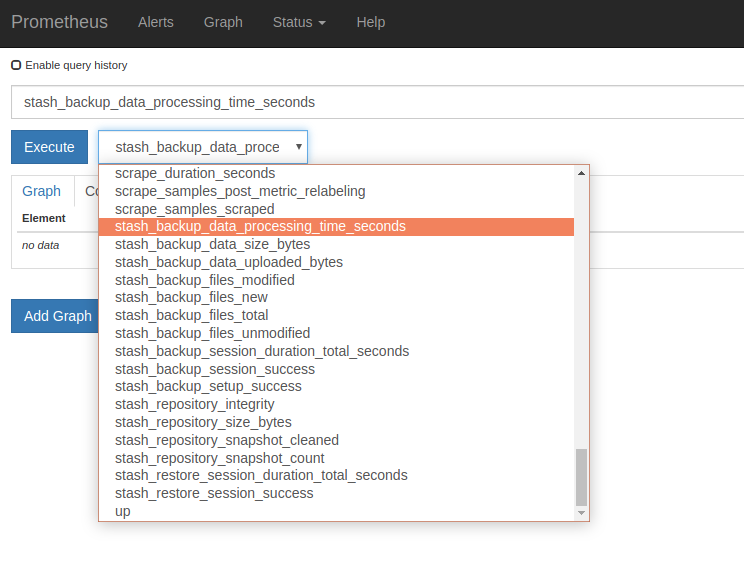 Prometheus Alerts Graph Status Help
Enable query history
stash_backup_data_processing_time_seconds
Execute stash_backup_data_proce
scrape_duration_seconds
Graph Co scrape_samples_post_metric_relabeling
scrape_samples_scraped
Element stash_backup_data_processing_time_seconds
no data stash_backup_data_size_bytes
stash_backup_data_uploaded_bytes
stash_backup_files_modified
stash_backup_files_new
Add Graph stash_backup_files_total
stash_backup_files_unmodified
stash_backup_session_duration_total_seconds
stash_backup_session_success
stash_backup_setup_success
stash_repository_integrity
stash_repository_size_bytes
stash_repository_snapshot_cleaned
stash_repository_snapshot_count
stash_restore_session_duration_total_seconds
stash_restore_session_success
up